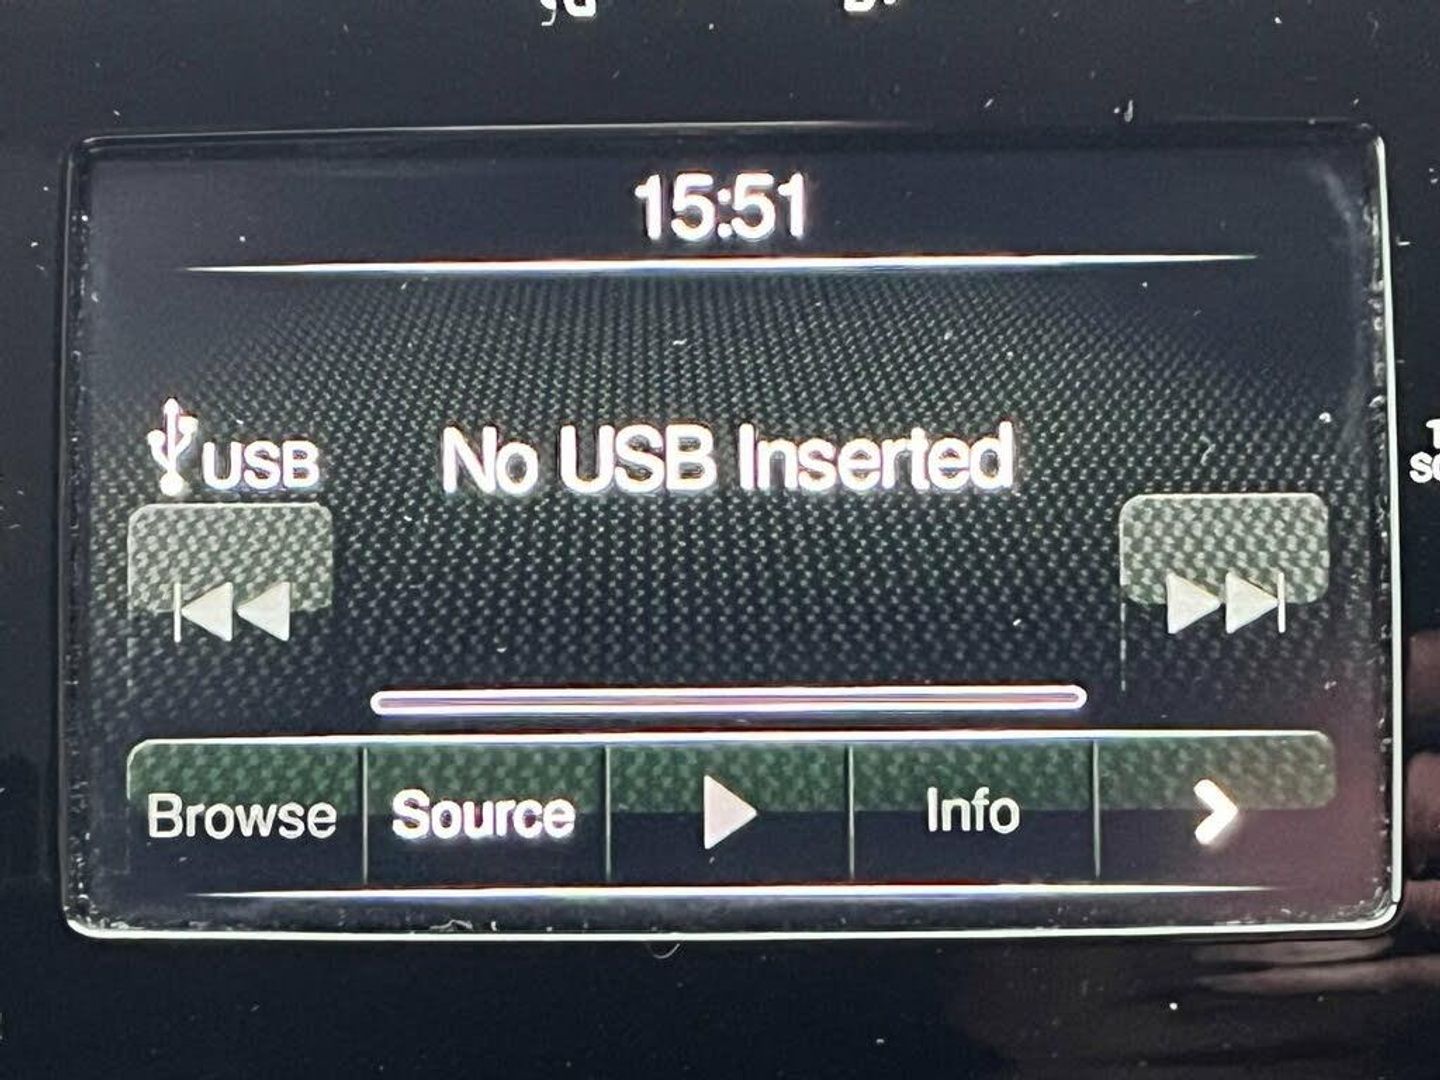 15:51
USB
No USB Inserted
Browse
Source
Info